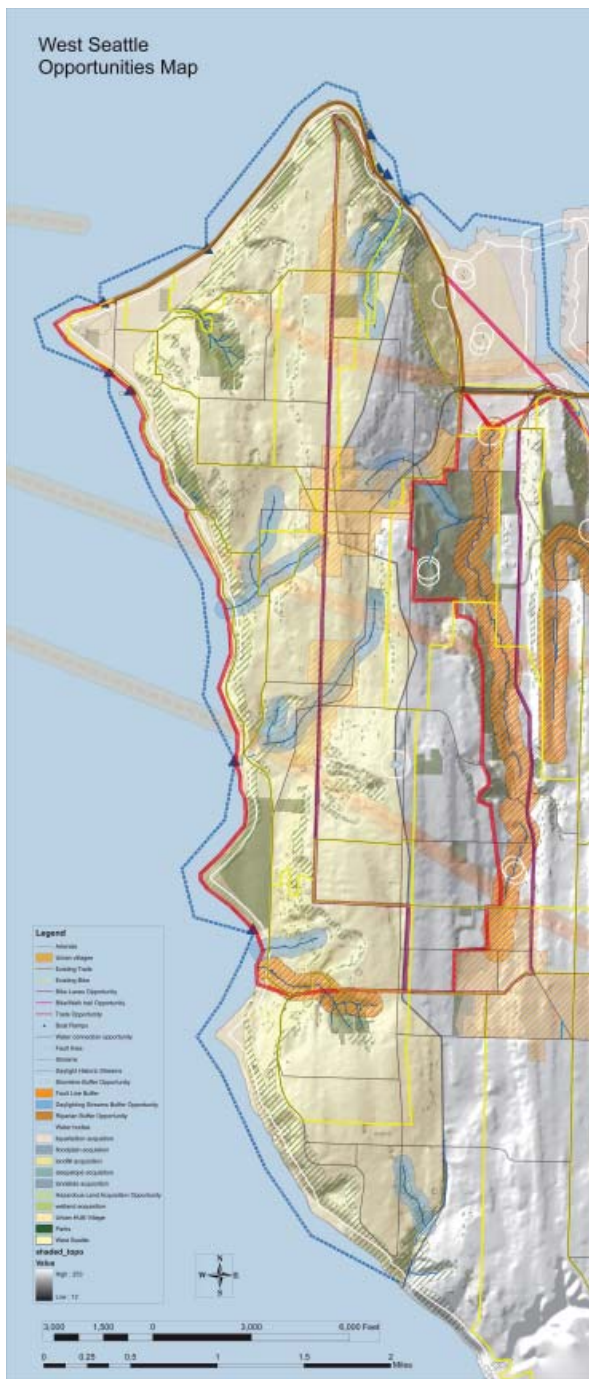 West Seattle
Opportunities Map
Legend
Arterials
Urban villages
Existing Trails
Existing Bike
Bike Lanes Opportunity
Bike/Walk trail Opportunity
Trails Opportunity
Boat Ramps
Water connection opportunity
Fault lines
Streams
Daylight Historic Streams
Shoreline Buffer Opportunity
Fault Line Buffer
Daylighting Streams Buffer Opportunity
Riparian Buffer Opportunity
Water bodies
liquefaction acquisition
floodplain acquisition
landfill acquisition
steepslope acquisition
landslide acquisition
Hazardous Land Acquisition Opportunity
wetland acquisition
Urban Multi Village
Parks
West Seattle
shaded_topo
Value
High : 253
Low : 12
N
W E
S
3,000 1,500 0 3,000 6,000 Feet
0 0.25 0.5 1 1.5 2
Miles